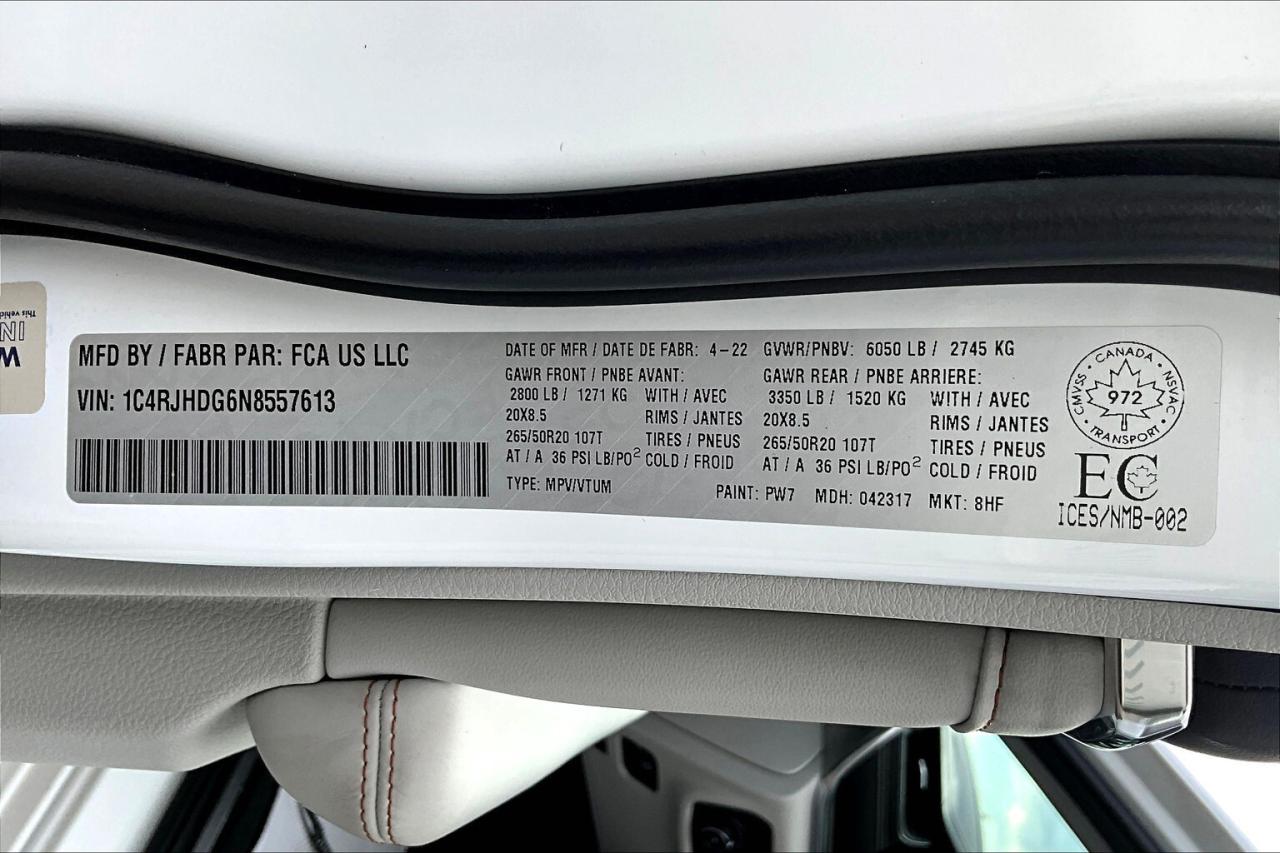 MFD BY / FABR PAR: FCA US LLC
VIN: 1C4RJHDG6N8557613
DATE OF MFR / DATE DE FABR: 4-22
GVWR/PNBV: 6050 LB / 2745 KG
GAWR FRONT / PNBE AVANT:
2800 LB / 1271 KG WITH / AVEC
20X8.5 RIMS / JANTES
265/50R20 107T TIRES / PNEUS
AT / A 36 PSI LB/PO² COLD / FROID
GAWR REAR / PNBE ARRIERE:
3350 LB / 1520 KG WITH / AVEC
20X8.5 RIMS / JANTES
265/50R20 107T TIRES / PNEUS
AT / A 36 PSI LB/PO² COLD / FROID
TYPE: MPV/VTUM
PAINT: PW7 MDH: 042317 MKT: 8HF
CANADA
CMVSS 972 NSVAC
TRANSPORT
EC
ICES/NMB-002
This vehic
IN
W